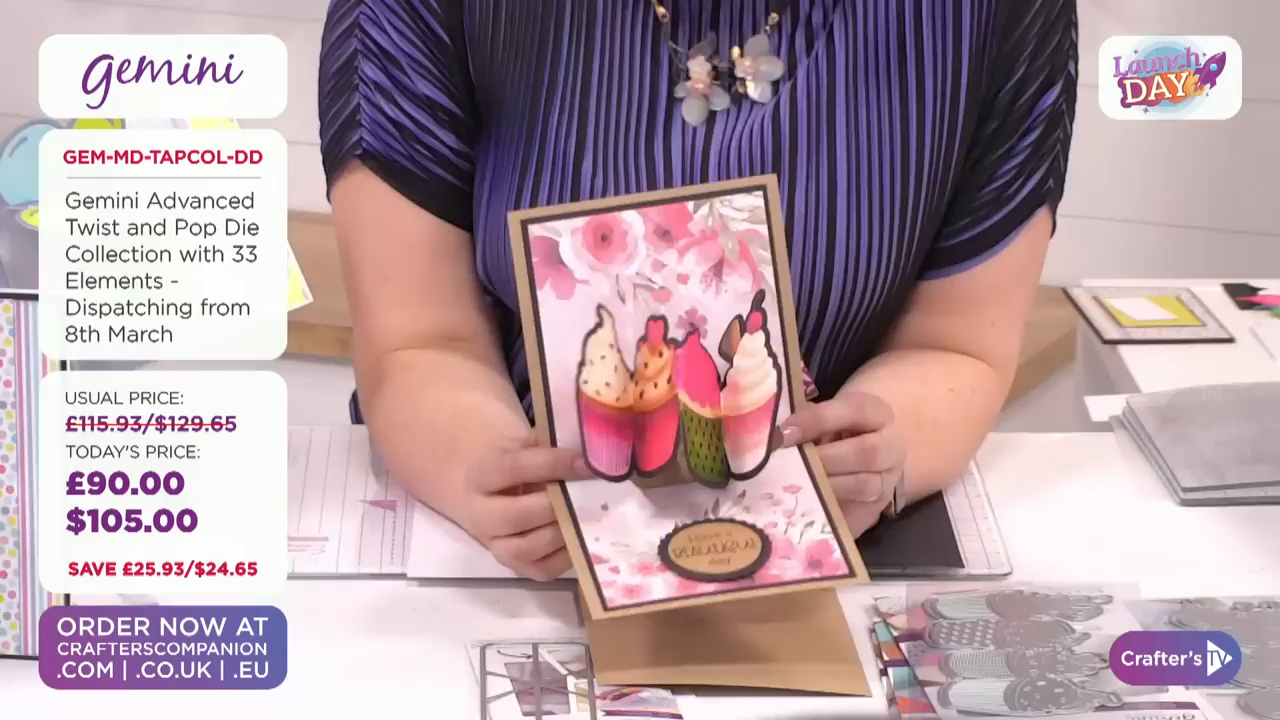 gemini
GEM-MD-TAPCOL-DD
Gemini Advanced
Twist and Pop Die
Collection with 33
Elements -
Dispatching from
8th March
USUAL PRICE:
£115.93/$129.65
TODAY'S PRICE:
£90.00
$105.00
SAVE £25.93/$24.65
ORDER NOW AT
CRAFTERSCOMPANION
.COM | .CO.UK | .EU
Launch
DAY
day
Crafter's TV